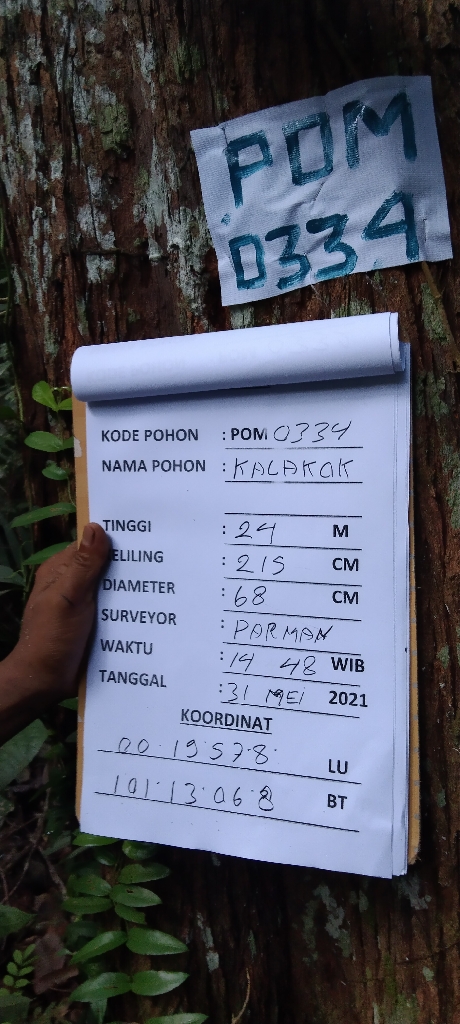 POM
0334
KODE POHON : POM 0334
NAMA POHON : KALAKOK
TINGGI : 24 M
ELILING : 215 CM
DIAMETER : 68 CM
SURVEYOR : PARMAN
WAKTU : 14 48 WIB
TANGGAL : 31 MEI 2021
KOORDINAT
00.19.57.8 LU
101.13.06.8 BT